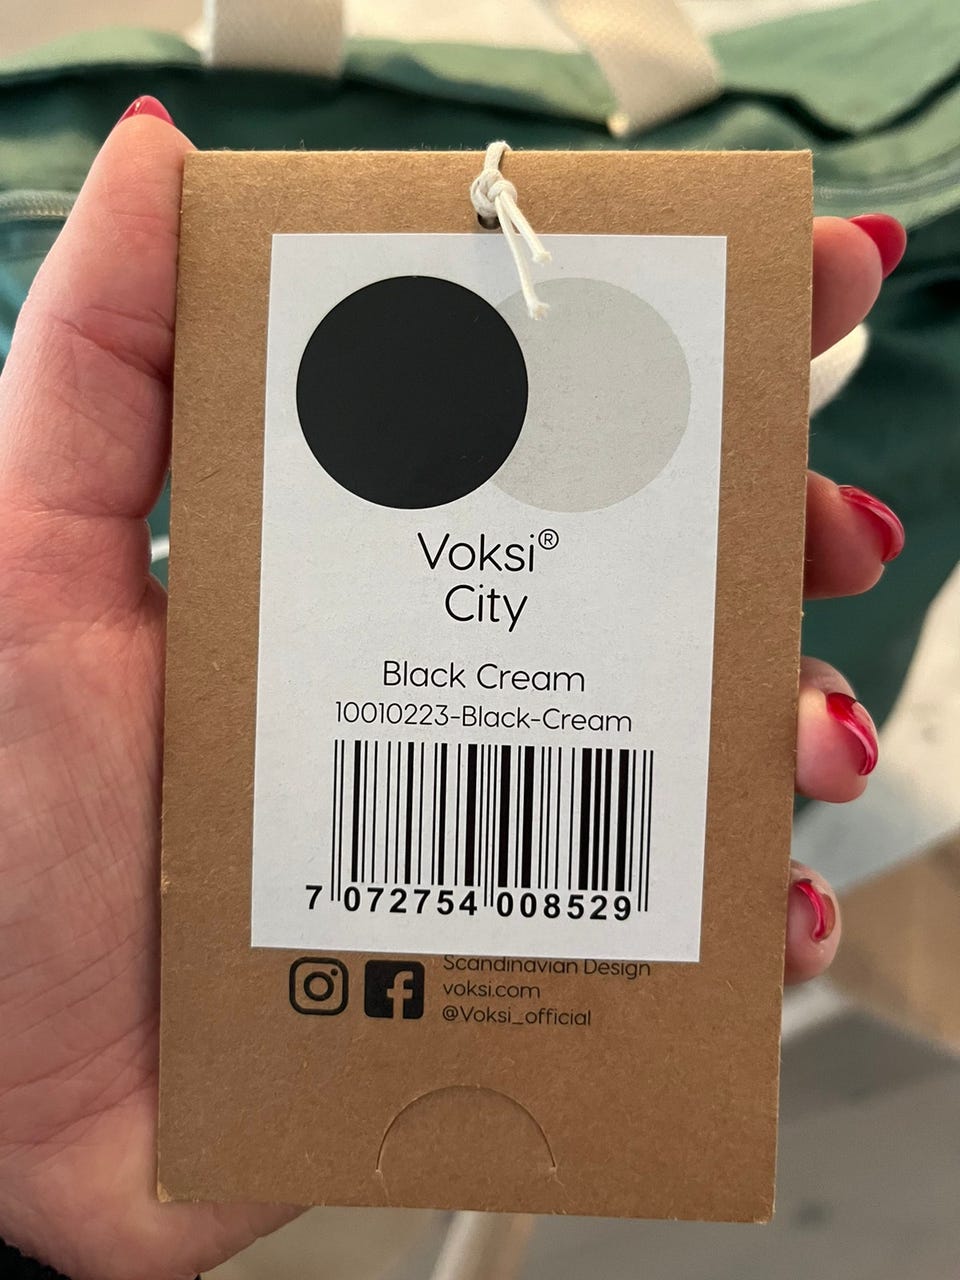 Voksi®
City
Black Cream
10010223-Black-Cream
7 072754 008529
Scandinavian Design
voksi.com
@Voksi_official